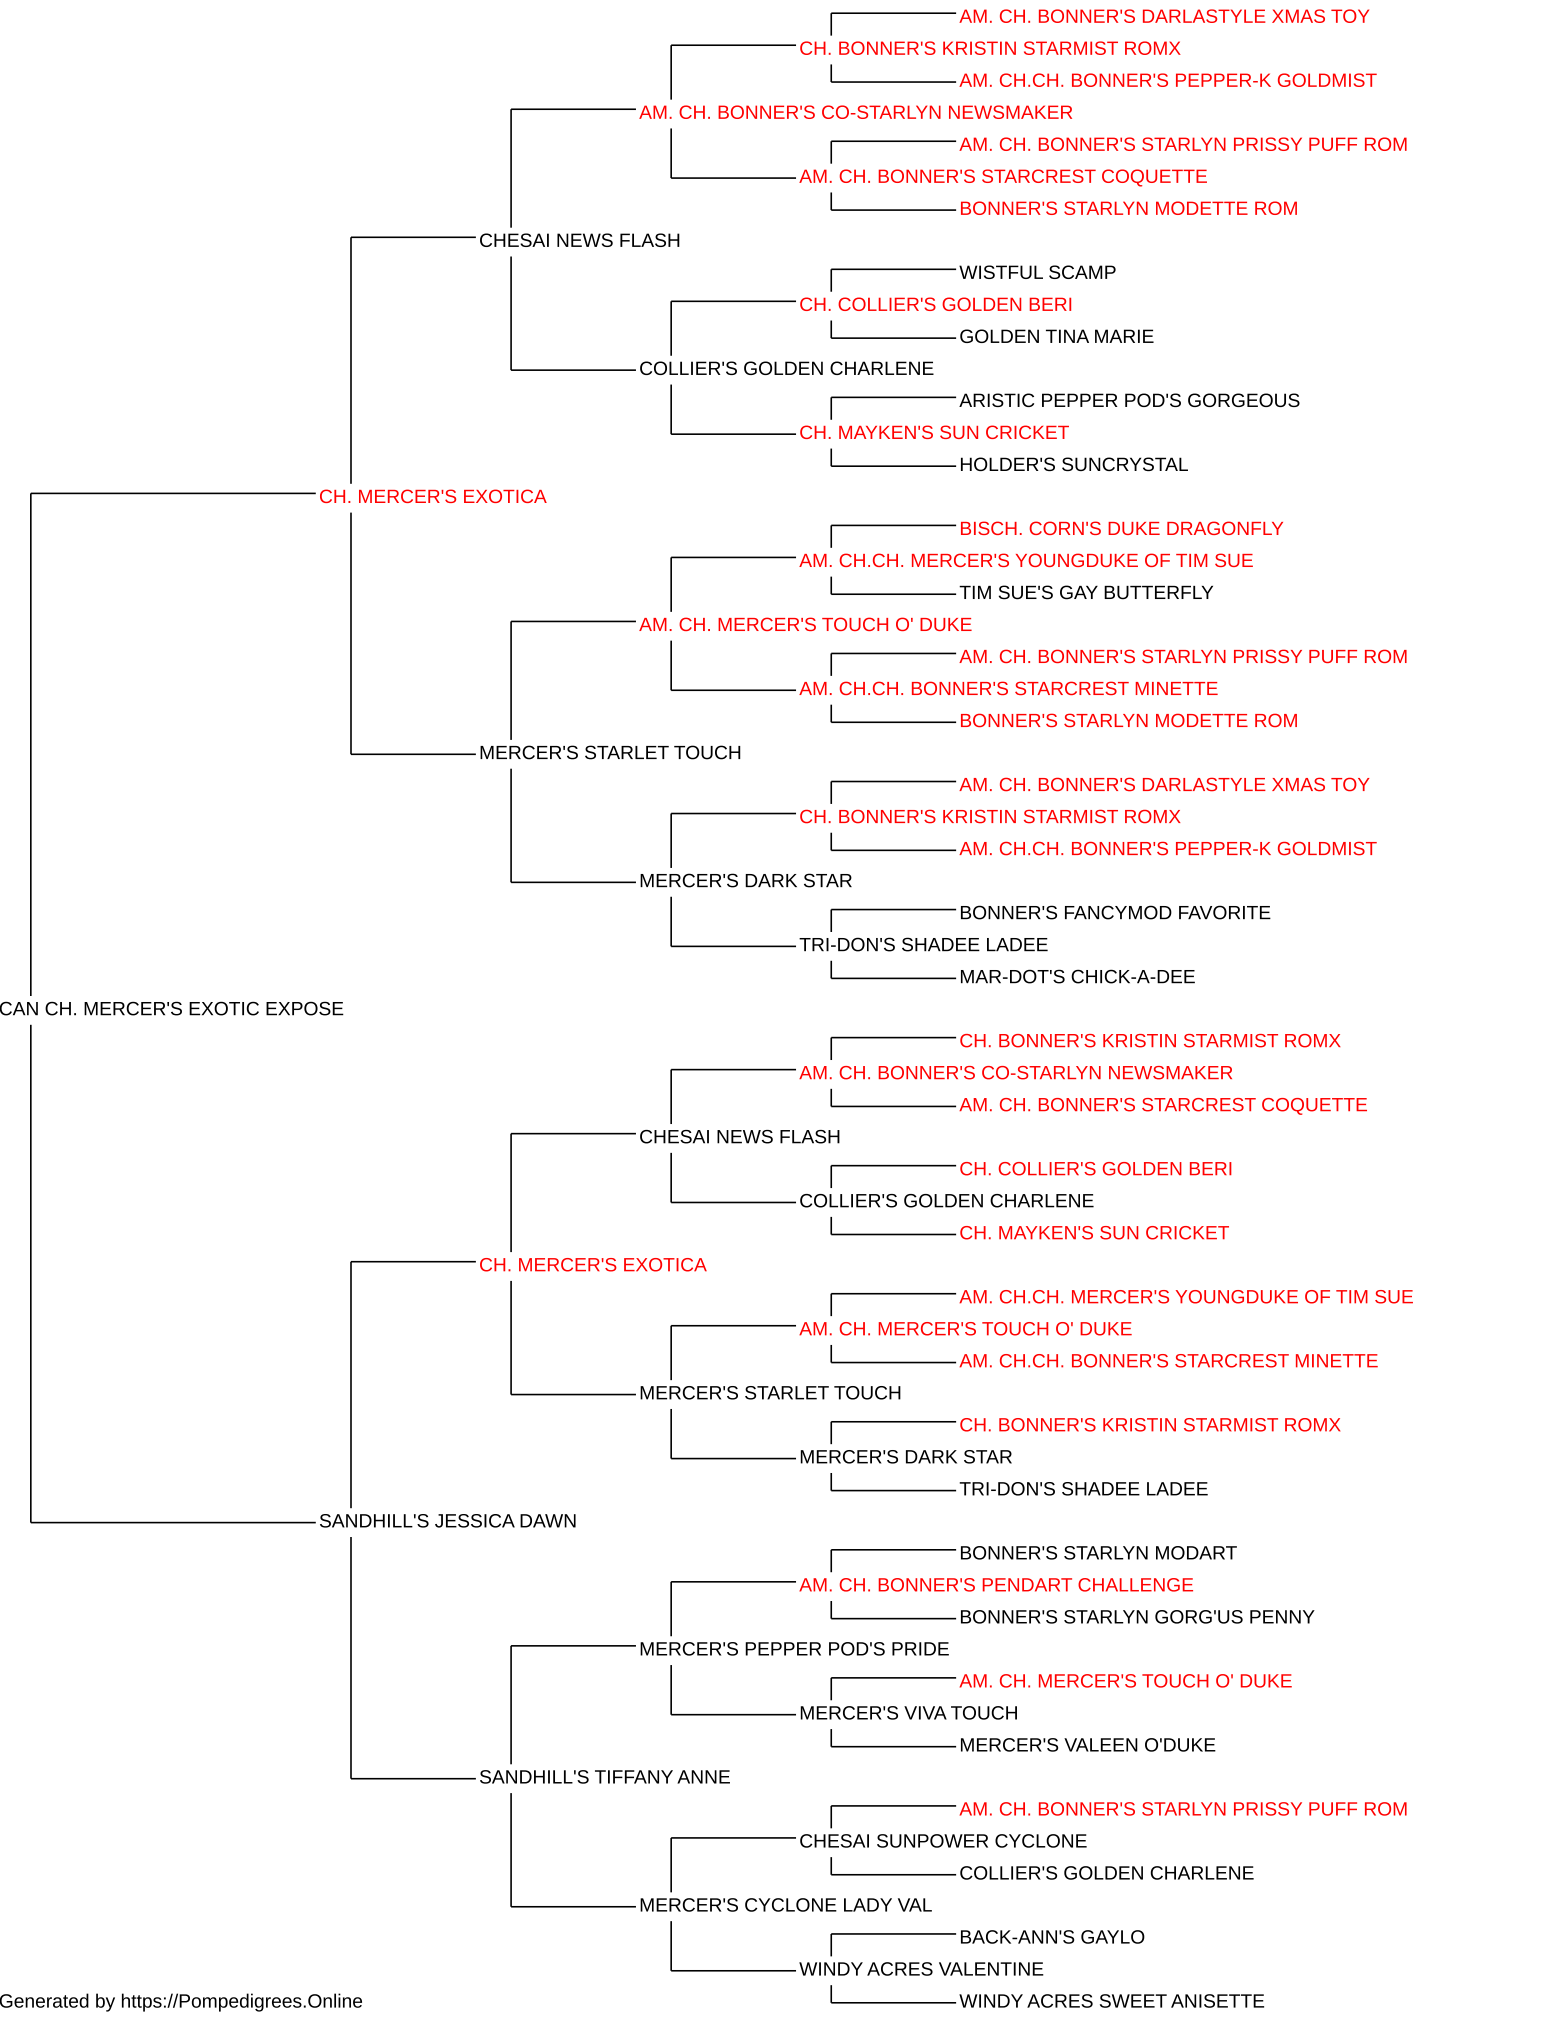 AM. CH. BONNER'S DARLASTYLE XMAS TOY
CH. BONNER'S KRISTIN STARMIST ROMX
AM. CH.CH. BONNER'S PEPPER-K GOLDMIST
AM. CH. BONNER'S CO-STARLYN NEWSMAKER
AM. CH. BONNER'S STARLYN PRISSY PUFF ROM
AM. CH. BONNER'S STARCREST COQUETTE
BONNER'S STARLYN MODETTE ROM
CHESAI NEWS FLASH
WISTFUL SCAMP
CH. COLLIER'S GOLDEN BERI
GOLDEN TINA MARIE
COLLIER'S GOLDEN CHARLENE
ARISTIC PEPPER POD'S GORGEOUS
CH. MAYKEN'S SUN CRICKET
HOLDER'S SUNCRYSTAL
CH. MERCER'S EXOTICA
BISCH. CORN'S DUKE DRAGONFLY
AM. CH.CH. MERCER'S YOUNGDUKE OF TIM SUE
TIM SUE'S GAY BUTTERFLY
AM. CH. MERCER'S TOUCH O' DUKE
AM. CH. BONNER'S STARLYN PRISSY PUFF ROM
AM. CH.CH. BONNER'S STARCREST MINETTE
BONNER'S STARLYN MODETTE ROM
MERCER'S STARLET TOUCH
AM. CH. BONNER'S DARLASTYLE XMAS TOY
CH. BONNER'S KRISTIN STARMIST ROMX
AM. CH.CH. BONNER'S PEPPER-K GOLDMIST
MERCER'S DARK STAR
BONNER'S FANCYMOD FAVORITE
TRI-DON'S SHADEE LADEE
MAR-DOT'S CHICK-A-DEE
CAN CH. MERCER'S EXOTIC EXPOSE
CH. BONNER'S KRISTIN STARMIST ROMX
AM. CH. BONNER'S CO-STARLYN NEWSMAKER
AM. CH. BONNER'S STARCREST COQUETTE
CHESAI NEWS FLASH
CH. COLLIER'S GOLDEN BERI
COLLIER'S GOLDEN CHARLENE
CH. MAYKEN'S SUN CRICKET
CH. MERCER'S EXOTICA
AM. CH.CH. MERCER'S YOUNGDUKE OF TIM SUE
AM. CH. MERCER'S TOUCH O' DUKE
AM. CH.CH. BONNER'S STARCREST MINETTE
MERCER'S STARLET TOUCH
CH. BONNER'S KRISTIN STARMIST ROMX
MERCER'S DARK STAR
TRI-DON'S SHADEE LADEE
SANDHILL'S JESSICA DAWN
BONNER'S STARLYN MODART
AM. CH. BONNER'S PENDART CHALLENGE
BONNER'S STARLYN GORG'US PENNY
MERCER'S PEPPER POD'S PRIDE
AM. CH. MERCER'S TOUCH O' DUKE
MERCER'S VIVA TOUCH
MERCER'S VALEEN O'DUKE
SANDHILL'S TIFFANY ANNE
AM. CH. BONNER'S STARLYN PRISSY PUFF ROM
CHESAI SUNPOWER CYCLONE
COLLIER'S GOLDEN CHARLENE
MERCER'S CYCLONE LADY VAL
BACK-ANN'S GAYLO
WINDY ACRES VALENTINE
WINDY ACRES SWEET ANISETTE
Generated by https://Pompedigrees.Online